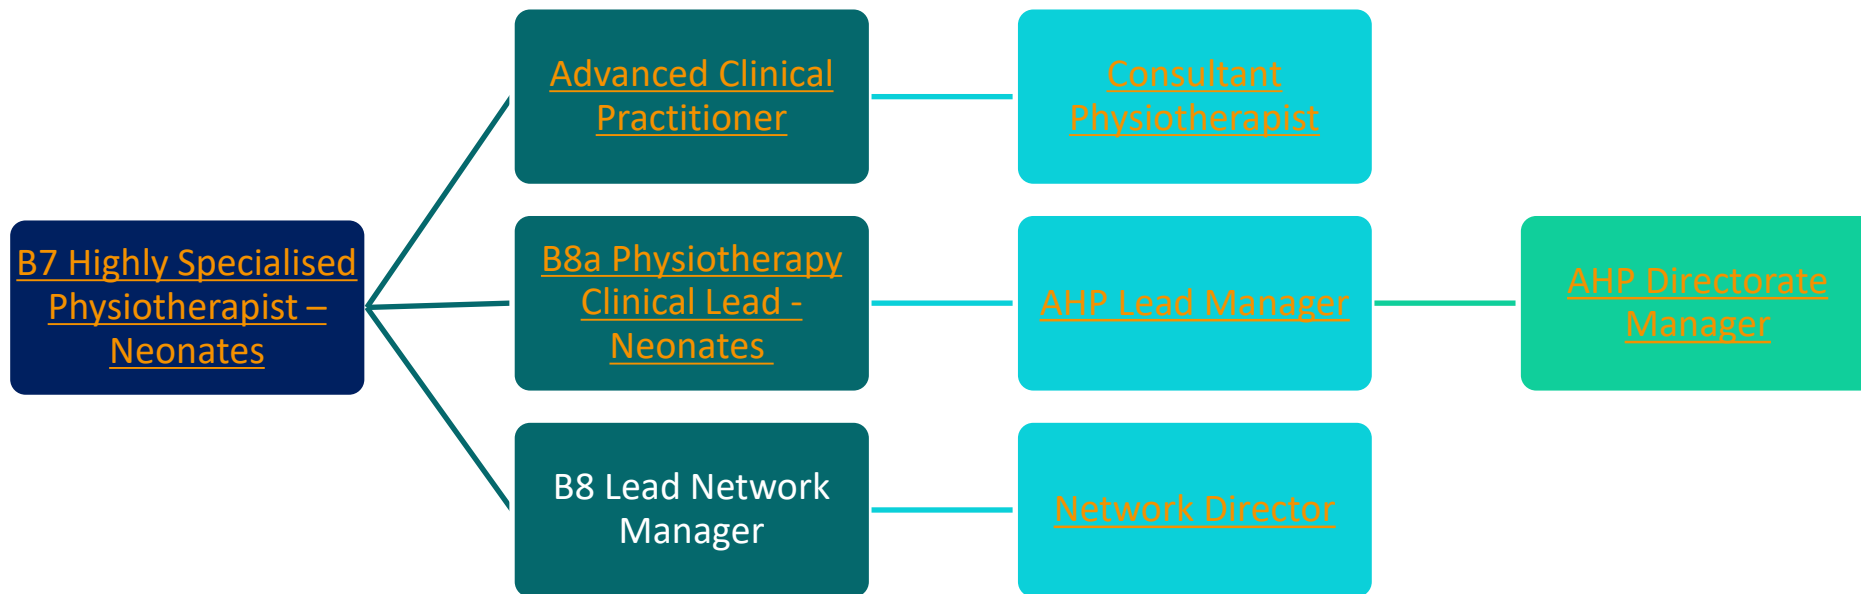 B7 Highly Specialised
Physiotherapist –
Neonates
Advanced Clinical
Practitioner
Consultant
Physiotherapist
B8a Physiotherapy
Clinical Lead -
Neonates
AHP Lead Manager
AHP Directorate
Manager
B8 Lead Network
Manager
Network Director